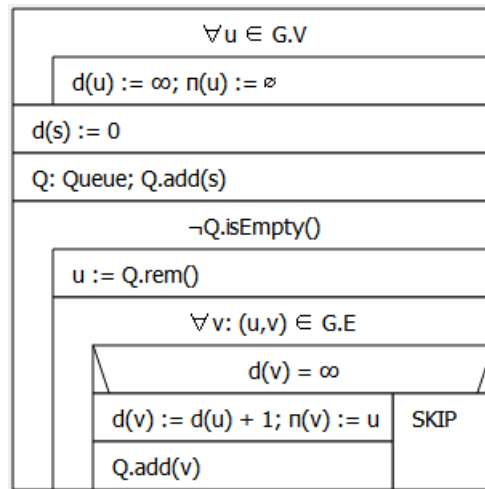 ∀u ∈ G.V
d(u) := ∞; π(u) := ∅
d(s) := 0
Q: Queue; Q.add(s)
¬Q.isEmpty()
u := Q.rem()
∀v: (u,v) ∈ G.E
d(v) = ∞
d(v) := d(u) + 1; π(v) := u SKIP
Q.add(v)